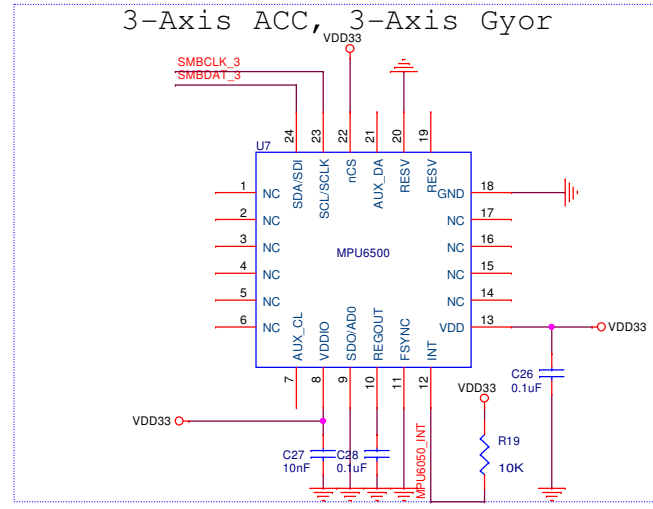 3-Axis ACC, 3-Axis Gyor
VDD33
SMBCLK_3
SMBDAT_3
24
23
22
21
20
19
U7
SDA/SDI
SCL/SCLK
nCS
AUX_DA
RESV
RESV
1 NC
GND 18
2 NC
NC 17
3 NC
NC 16
MPU6500
4 NC
NC 15
5 NC
NC 14
6 NC
VDD 13
VDD33
AUX_CL
VDDIO
SDO/AD0
REGOUT
FSYNC
INT
7
8
9
10
11
12
C26
0.1uF
VDD33
VDD33
MPU6050_INT
R19
10K
C27
10nF
C28
0.1uF